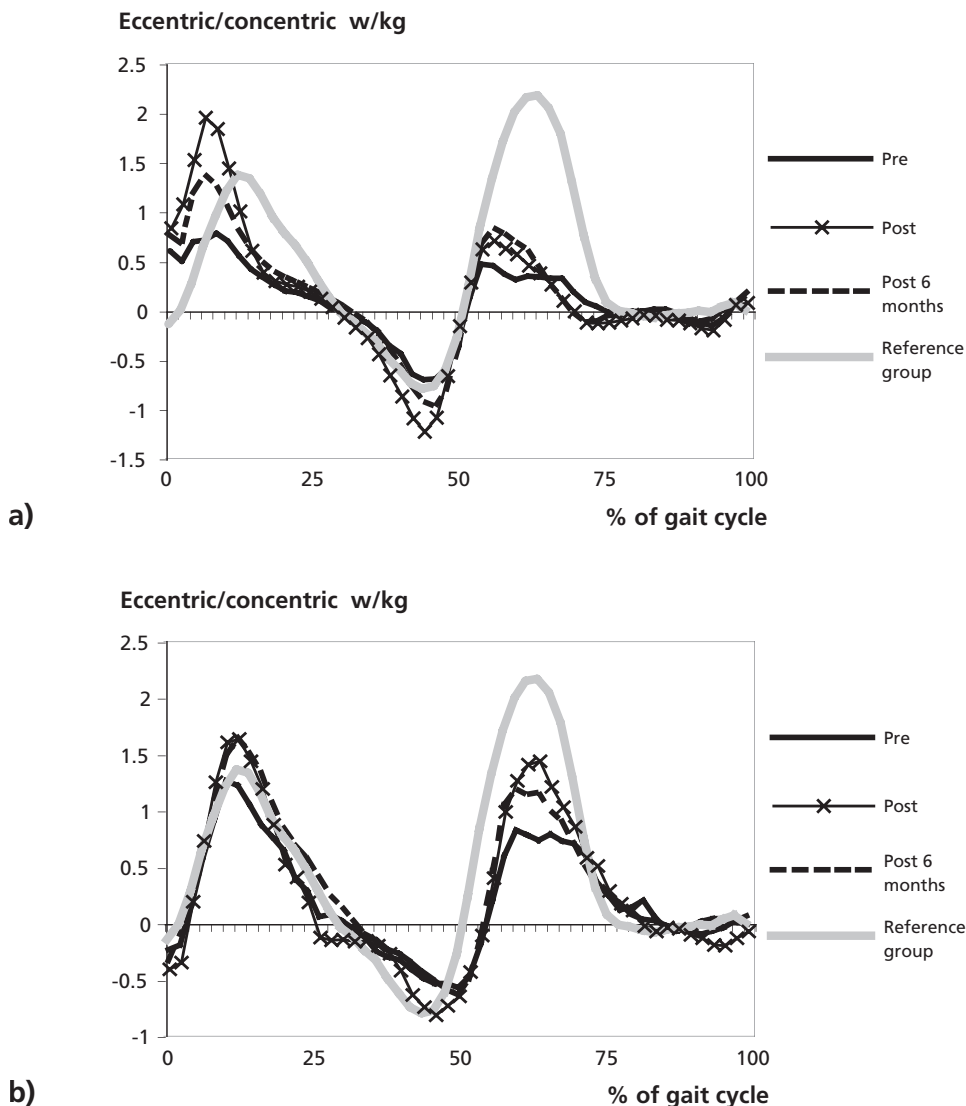 Eccentric/concentric w/kg
2.5
2
1.5
1
0.5
0
-0.5
-1
-1.5
0 25 50 75 100
% of gait cycle
Pre
Post
Post 6
months
Reference
group
a)
Eccentric/concentric w/kg
2.5
2
1.5
1
0.5
0
-0.5
-1
0 25 50 75 100
% of gait cycle
Pre
Post
Post 6
months
Reference
group
b)